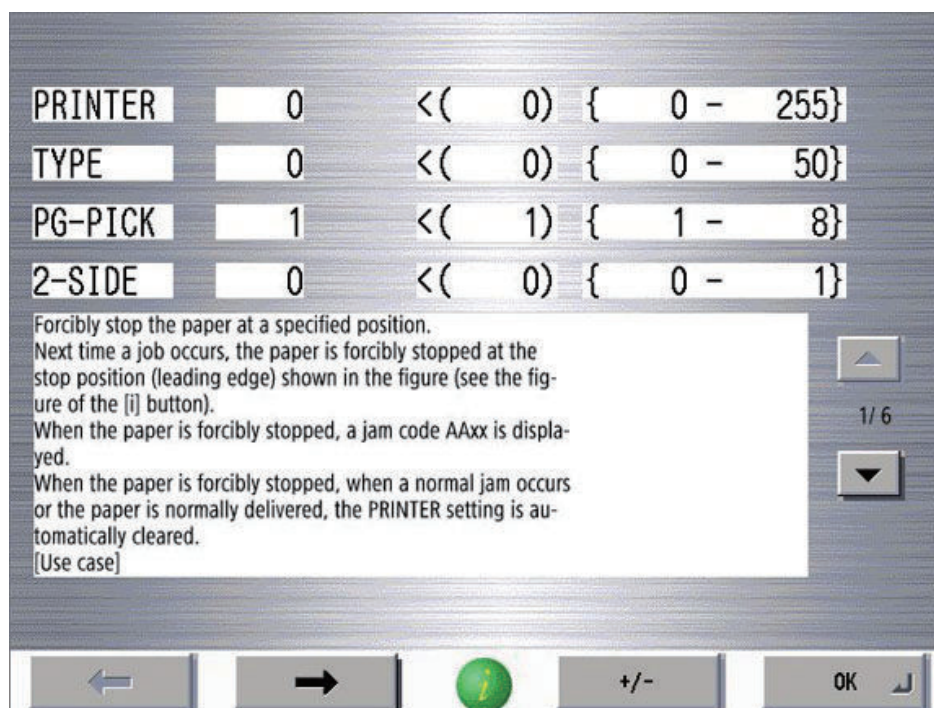 PRINTER 0 <( 0) { 0 - 255}
TYPE 0 <( 0) { 0 - 50}
PG-PICK 1 <( 1) { 1 - 8}
2-SIDE 0 <( 0) { 0 - 1}
Forcibly stop the paper at a specified position.
Next time a job occurs, the paper is forcibly stopped at the
stop position (leading edge) shown in the figure (see the fig-
ure of the [i] button).
When the paper is forcibly stopped, a jam code AAxx is displa-
yed.
When the paper is forcibly stopped, when a normal jam occurs
or the paper is normally delivered, the PRINTER setting is au-
tomatically cleared.
[Use case]
1/ 6
i
+/-
OK